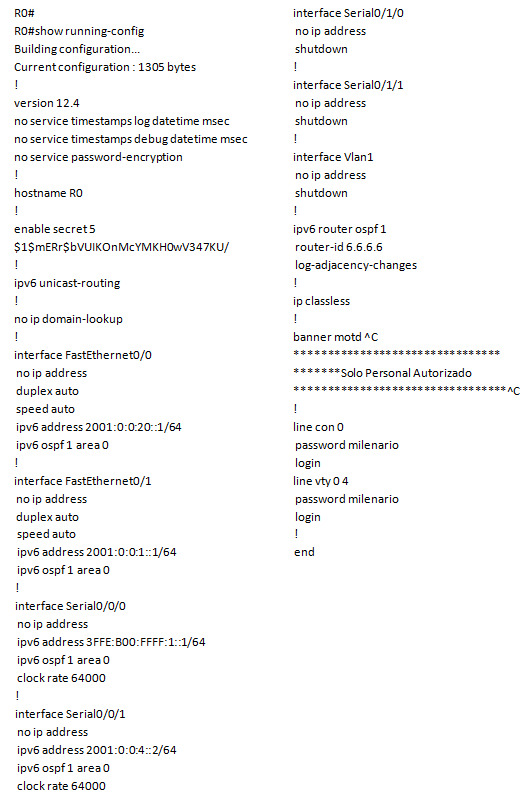 R0#
R0#show running-config
Building configuration...
Current configuration : 1305 bytes
!
version 12.4
no service timestamps log datetime msec
no service timestamps debug datetime msec
no service password-encryption
!
hostname R0
!
enable secret 5
$1$mERr$bVUIKOnMcYMKH0wV347KU/
!
ipv6 unicast-routing
!
no ip domain-lookup
!
interface FastEthernet0/0
no ip address
duplex auto
speed auto
ipv6 address 2001:0:0:20::1/64
ipv6 ospf 1 area 0
!
interface FastEthernet0/1
no ip address
duplex auto
speed auto
ipv6 address 2001:0:0:1::1/64
ipv6 ospf 1 area 0
!
interface Serial0/0/0
no ip address
ipv6 address 3FFE:B00:FFFF:1::1/64
ipv6 ospf 1 area 0
clock rate 64000
!
interface Serial0/0/1
no ip address
ipv6 address 2001:0:0:4::2/64
ipv6 ospf 1 area 0
clock rate 64000
interface Serial0/1/0
no ip address
shutdown
!
interface Serial0/1/1
no ip address
shutdown
!
interface Vlan1
no ip address
shutdown
!
ipv6 router ospf 1
router-id 6.6.6.6
log-adjacency-changes
!
ip classless
!
banner motd ^C
******************************
*******Solo Personal Autorizado
*******************************^C
!
line con 0
password milenario
login
line vty 0 4
password milenario
login
!
end